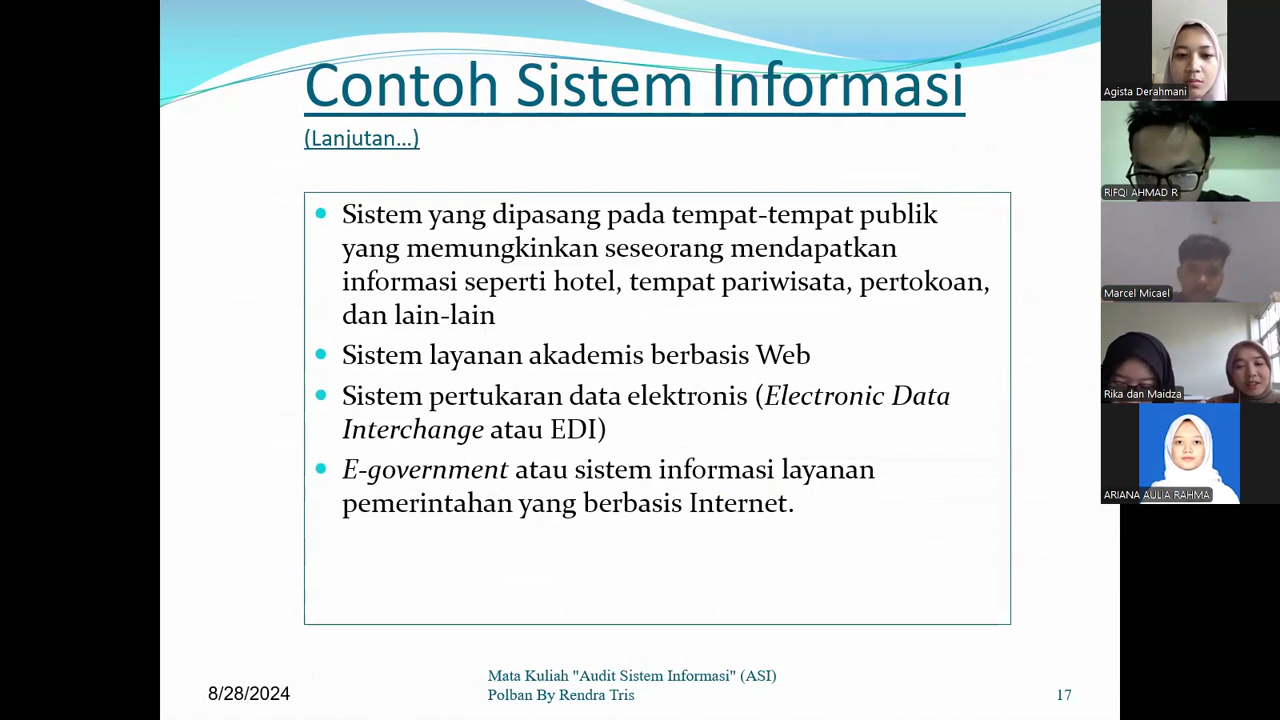 Contoh Sistem Informasi
(Lanjutan...)
Sistem yang dipasang pada tempat-tempat publik
yang memungkinkan seseorang mendapatkan
informasi seperti hotel, tempat pariwisata, pertokoan,
dan lain-lain
Sistem layanan akademis berbasis Web
Sistem pertukaran data elektronis (Electronic Data
Interchange atau EDI)
E-government atau sistem informasi layanan
pemerintahan yang berbasis Internet.
8/28/2024
Mata Kuliah "Audit Sistem Informasi" (ASI)
Polban By Rendra Tris
17
Agista Derahmani
RIFQI AHMAD R
Marcel Micael
Rika dan Maidza
ARIANA AULIA RAHMA